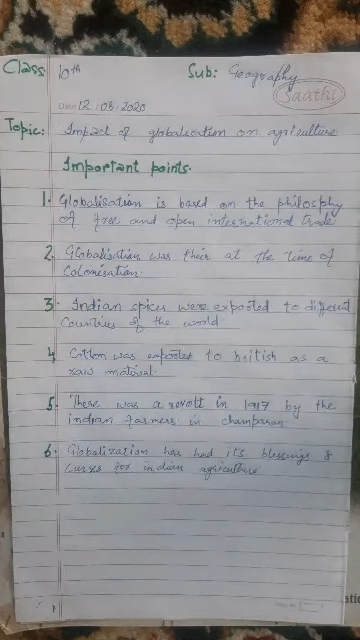 Class: 10th Sub: Geography
Saathi
Date 12.08.2020
Topic: Impact of globalisation on agriculture
Important points.
1. Globalisation is based on the philosphy
of free and open international trade
2. Globalisation was their at the time of
colonisation.
3. Indian spices were exported to different
countries of the world.
4. Cotton was exported to british as a
raw material.
5. There was a revolt in 1917 by the
indian farmers in champaran
6. Globalization has had its blessings &
curses for indian agriculture